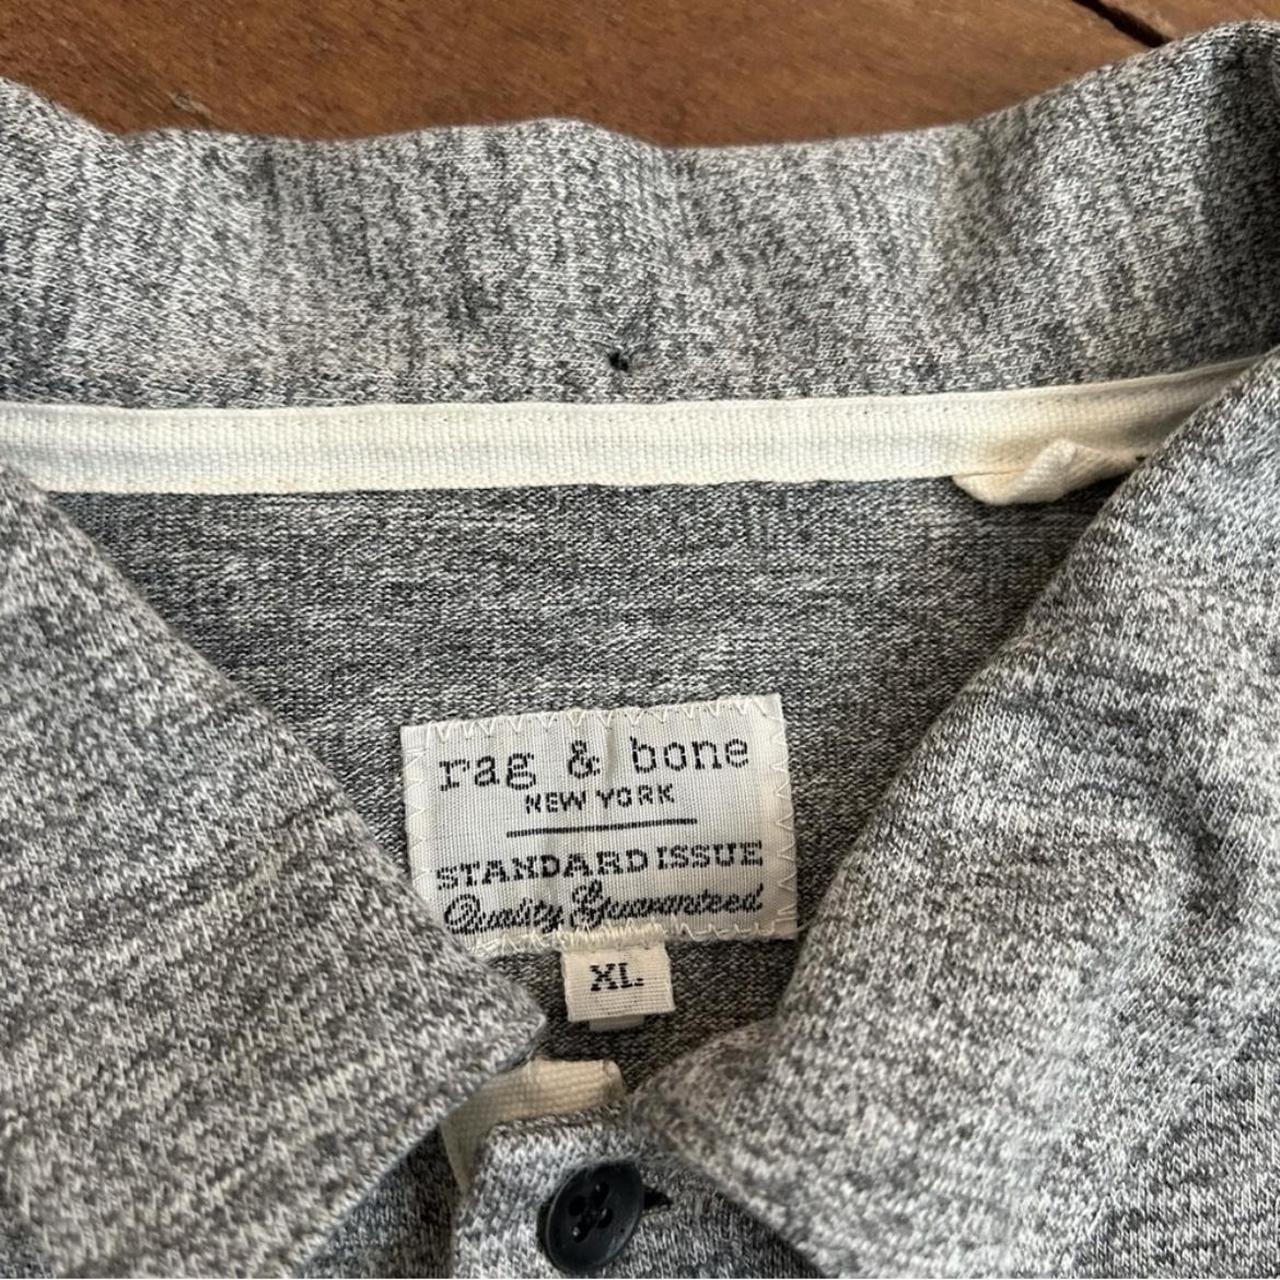 rag & bone
NEW YORK
STANDARD ISSUE
Quality Guaranteed
XL